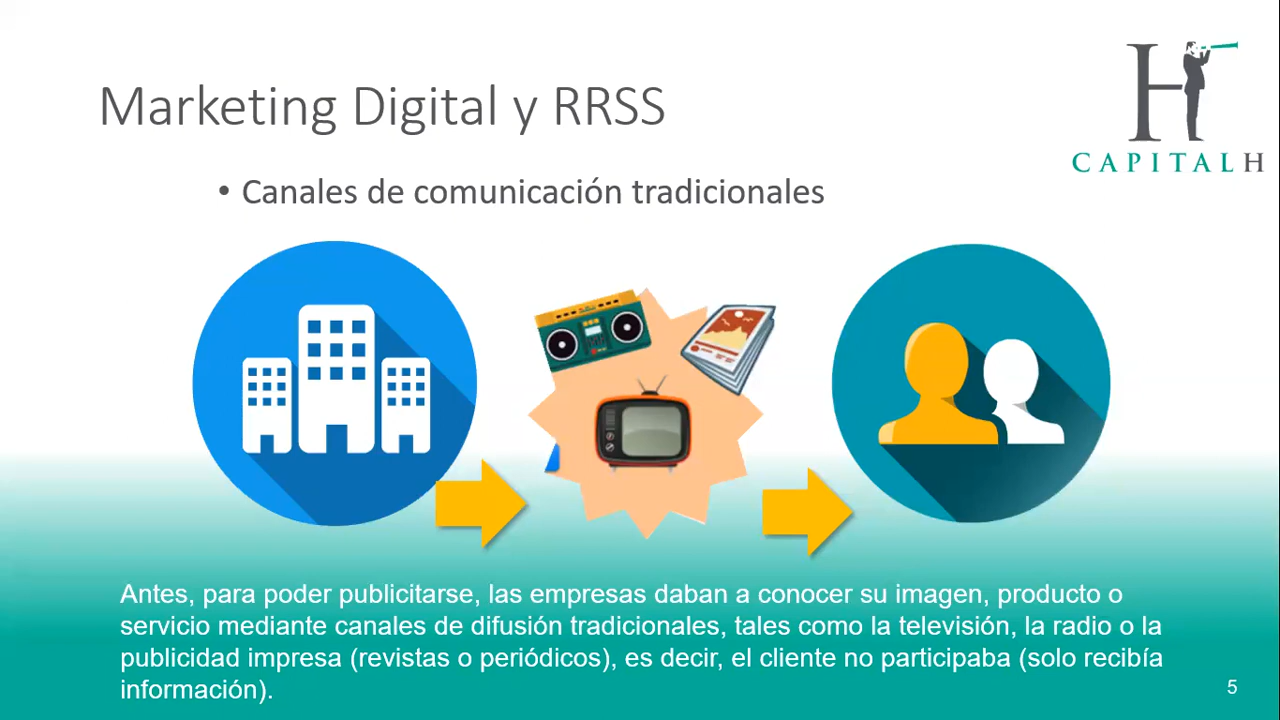 Marketing Digital y RRSS
H
CAPITALH
• Canales de comunicación tradicionales
Antes, para poder publicitarse, las empresas daban a conocer su imagen, producto o
servicio mediante canales de difusión tradicionales, tales como la televisión, la radio o la
publicidad impresa (revistas o periódicos), es decir, el cliente no participaba (solo recibía
información).
5